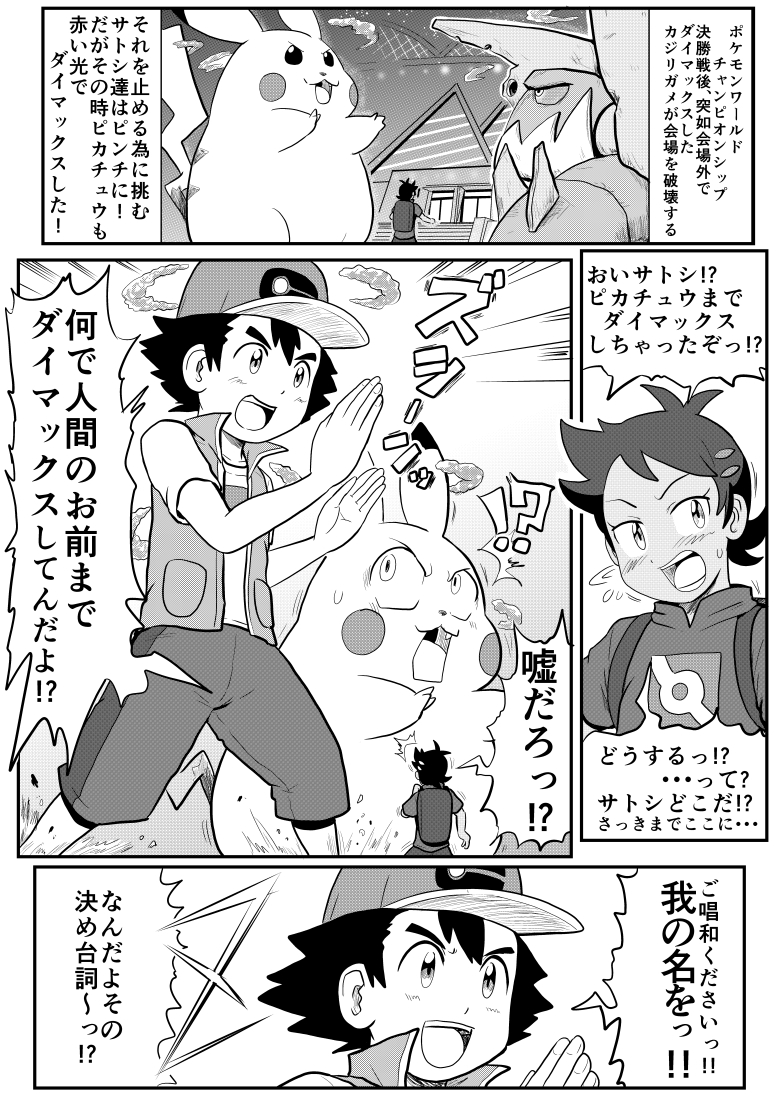 ポケモンワールド
チャンピオンシップ
決勝戦後、突如会場外で
ダイマックスした
カジリガメが会場を破壊する
それを止める為に挑む
サトシ達はピンチに！
だがその時ピカチュウも
赤い光で
ダイマックスした！
おいサトシ!?
ピカチュウまで
ダイマックス
しちゃったぞっ!?
どうするっ!?
・・・って?
サトシどこだ!?
さっきまでここに・・・
ズシーン
!?
嘘だろっ!?
何で人間のお前まで
ダイマックスしてんだよ!?
ご唱和くださいっ!!
我の名をっ!!
なんだよその
決め台詞〜っ!?